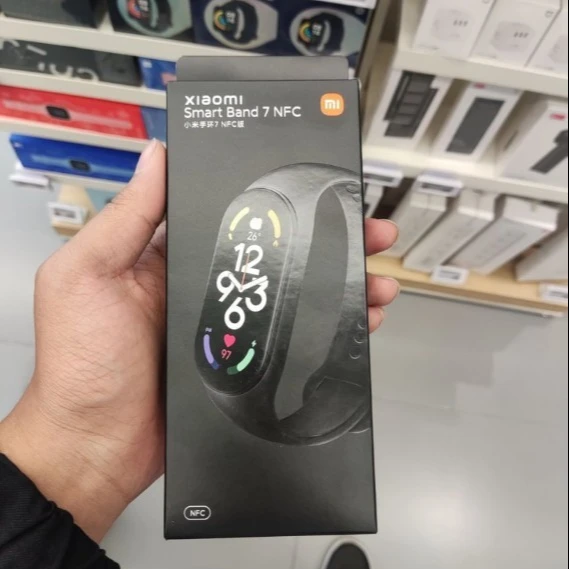 xiaomi
Smart Band 7 NFC
小米手环7 NFC版
mi
26°
12
9 3
6
97
NFC